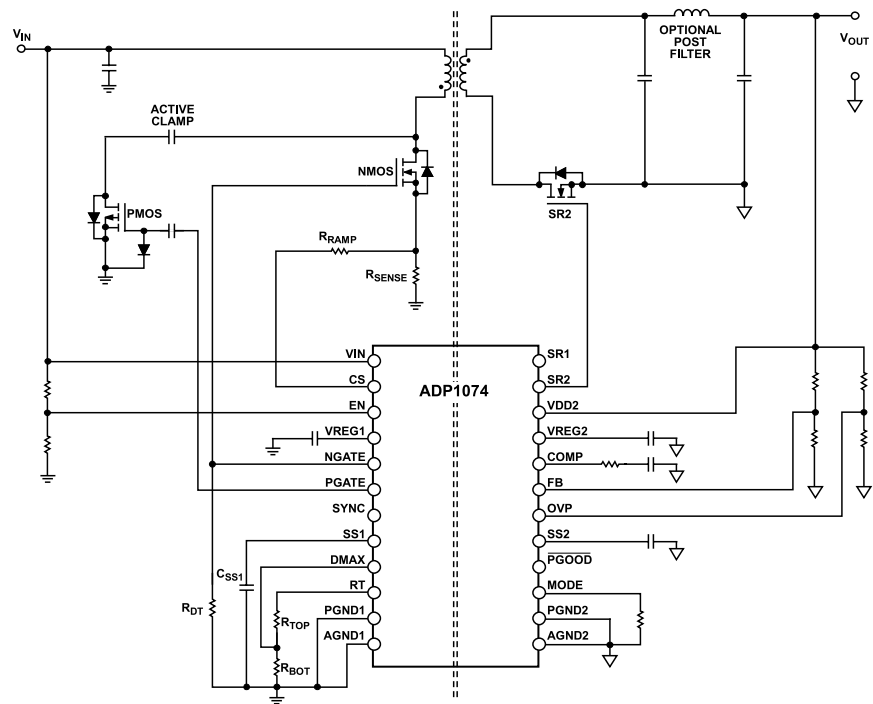 VIN
OPTIONAL
POST
FILTER
VOUT
ACTIVE
CLAMP
NMOS
PMOS
SR2
RRAMP
RSENSE
ADP1074
VIN
CS
EN
VREG1
NGATE
PGATE
SYNC
SS1
DMAX
RT
PGND1
AGND1
SR1
SR2
VDD2
VREG2
COMP
FB
OVP
SS2
PGOOD
MODE
PGND2
AGND2
CSS1
RDT
RTOP
RBOT